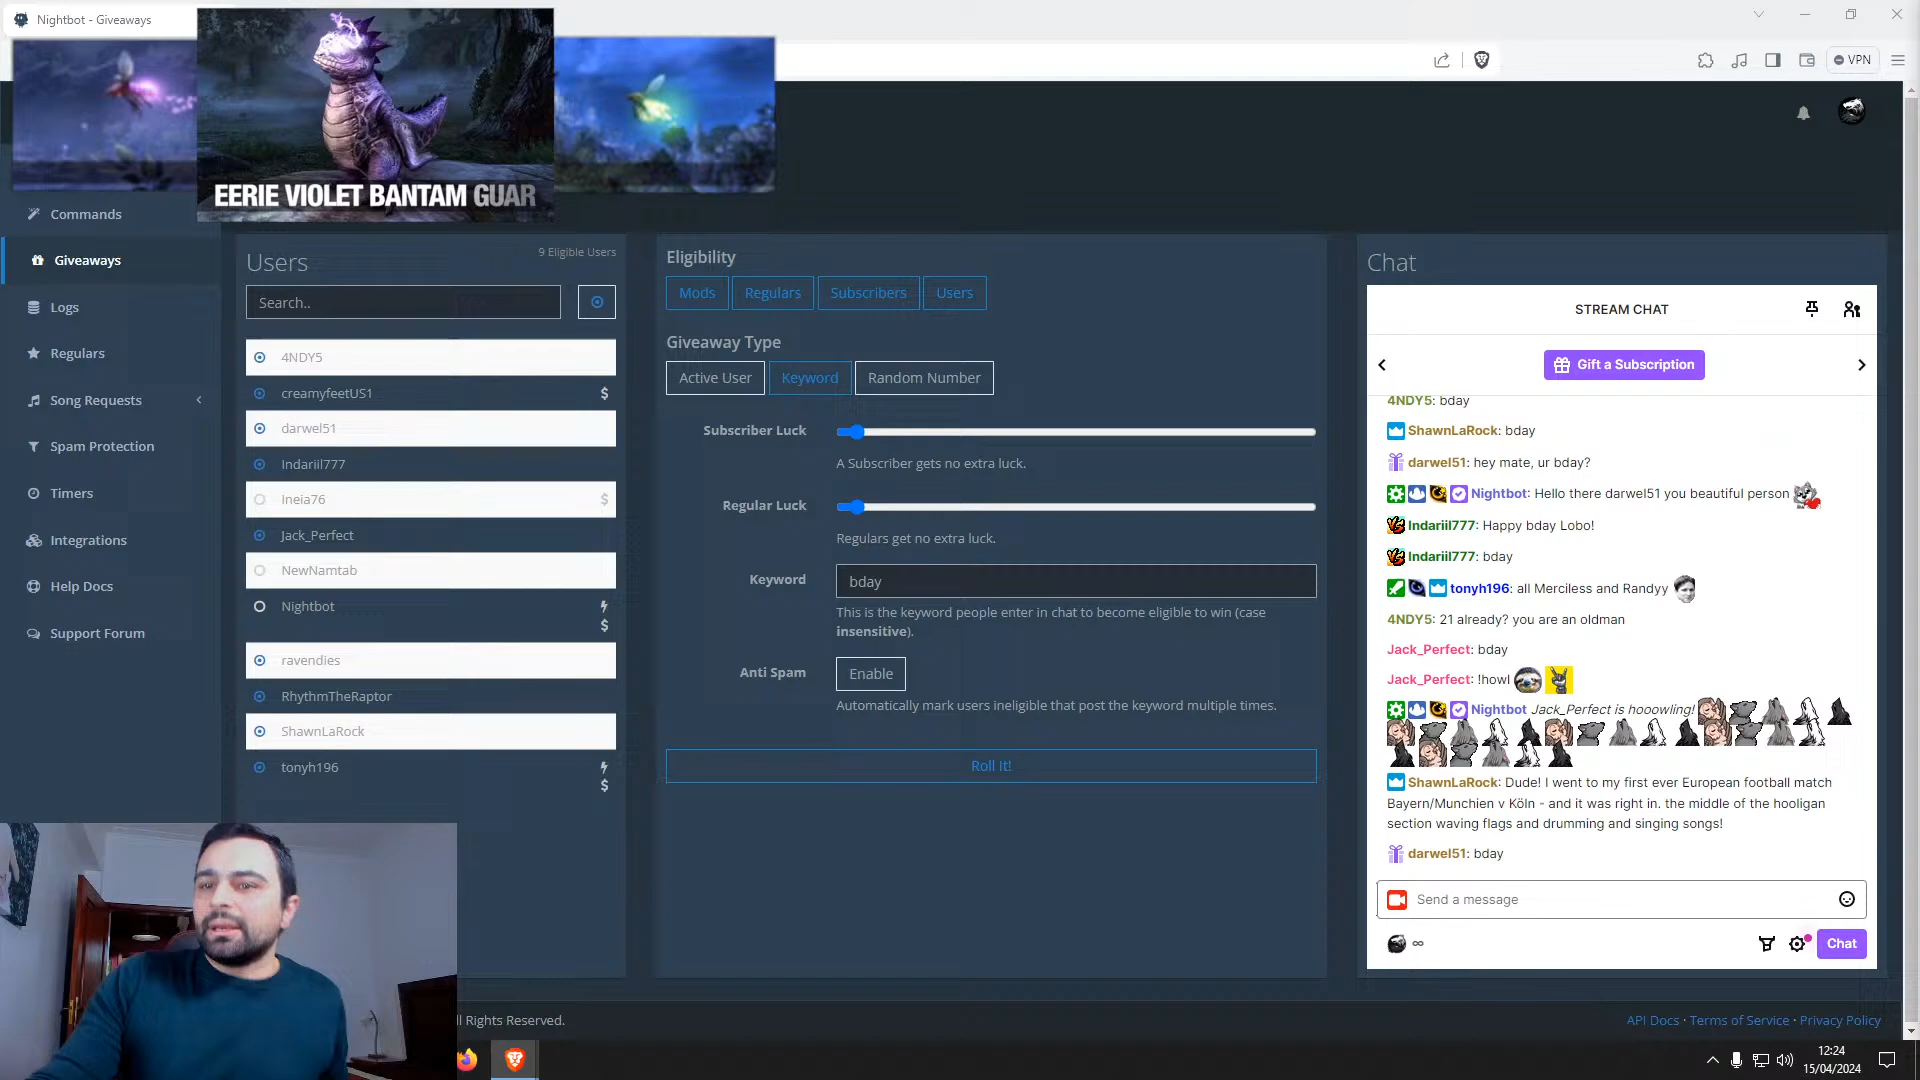 Nightbot - Giveaways
VPN
EERIE VIOLET BANTAM GUAR
Commands
Giveaways
Logs
Regulars
Song Requests
Spam Protection
Timers
Integrations
Help Docs
Support Forum
Users
9 Eligible Users
Search..
4NDY5
creamyfeetUS1
$
darwel51
Indariil777
Ineia76
$
Jack_Perfect
NewNamtab
Nightbot
$
ravendies
RhythmTheRaptor
ShawnLaRock
tonyh196
$
Eligibility
Mods
Regulars
Subscribers
Users
Giveaway Type
Active User
Keyword
Random Number
Subscriber Luck
A Subscriber gets no extra luck.
Regular Luck
Regulars get no extra luck.
Keyword
bday
This is the keyword people enter in chat to become eligible to win (case
insensitive).
Anti Spam
Enable
Automatically mark users ineligible that post the keyword multiple times.
Roll It!
Chat
STREAM CHAT
Gift a Subscription
4NDY5: bday
ShawnLaRock: bday
darwel51: hey mate, ur bday?
Nightbot: Hello there darwel51 you beautiful person
Indariil777: Happy bday Lobo!
Indariil777: bday
tonyh196: all Merciless and Randyy
4NDY5: 21 already? you are an oldman
Jack_Perfect: bday
Jack_Perfect: !howl
Nightbot Jack_Perfect is hooowling!
ShawnLaRock: Dude! I went to my first ever European football match
Bayern/Munchien v Köln - and it was right in. the middle of the hooligan
section waving flags and drumming and singing songs!
darwel51: bday
Send a message
∞
Chat
ll Rights Reserved.
API Docs · Terms of Service · Privacy Policy
12:24
15/04/2024